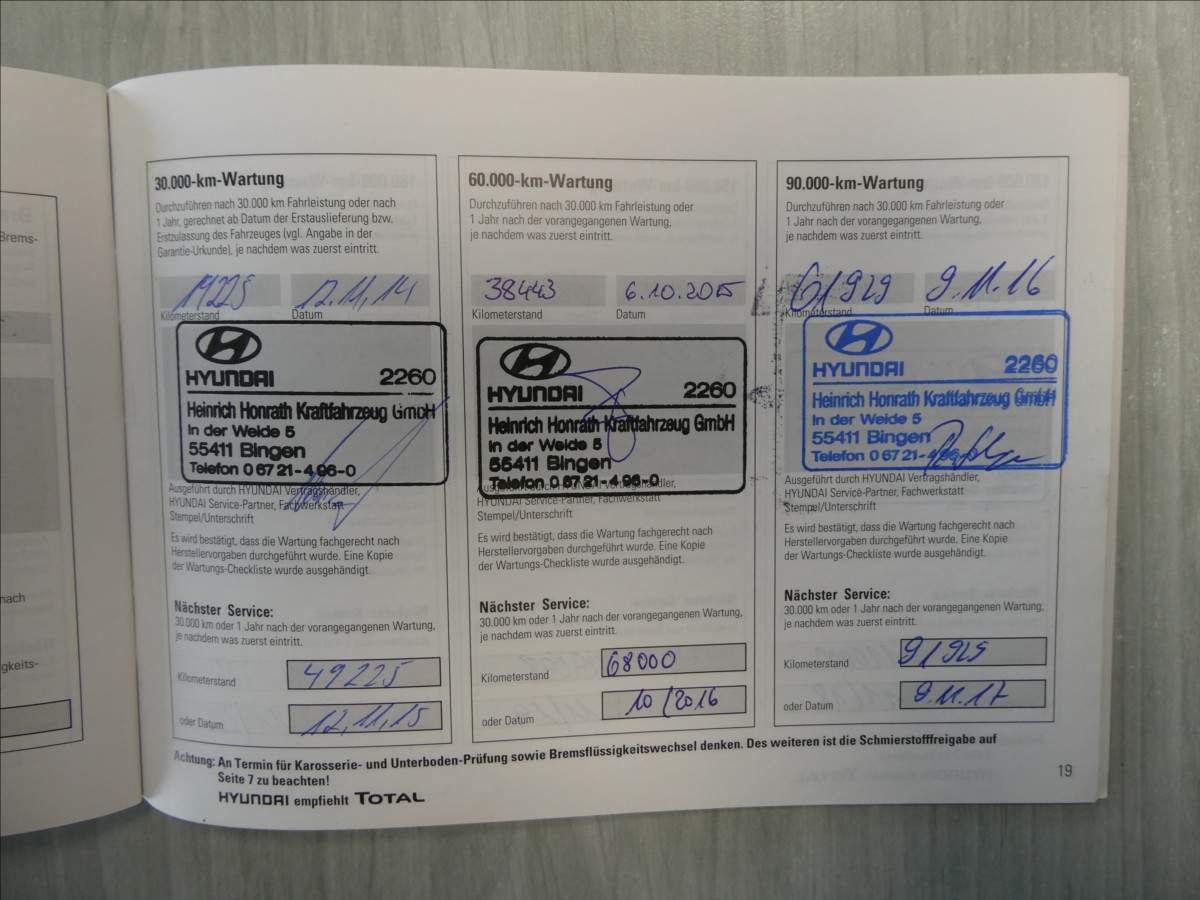 30.000-km-Wartung
Durchzuführen nach 30.000 km Fahrleistung oder nach
1 Jahr, gerechnet ab Datum der Erstauslieferung bzw.
Erstzulassung des Fahrzeuges (vgl. Angabe in der
Garantie-Urkunde), je nachdem was zuerst eintritt.
19225 12.11.14
Kilometerstand Datum
HYUNDAI 2260
Heinrich Honrath Kraftfahrzeug GmbH
In der Weide 5
55411 Bingen
Telefon 0 67 21-4 96-0
Ausgeführt durch HYUNDAI Vertragshändler,
HYUNDAI Service-Partner, Fachwerkstatt
Stempel/Unterschrift
Es wird bestätigt, dass die Wartung fachgerecht nach
Herstellervorgaben durchgeführt wurde. Eine Kopie
der Wartungs-Checkliste wurde ausgehändigt.
Nächster Service:
30.000 km oder 1 Jahr nach der vorangegangenen Wartung,
je nachdem was zuerst eintritt.
Kilometerstand 49225
oder Datum 12.11.15
60.000-km-Wartung
Durchzuführen nach 30.000 km Fahrleistung oder
1 Jahr nach der vorangegangenen Wartung,
je nachdem was zuerst eintritt.
38443 6.10.2015
Kilometerstand Datum
HYUNDAI 2260
Heinrich Honrath Kraftfahrzeug GmbH
In der Weide 5
55411 Bingen
Telefon 0 67 21-4 96-0
Ausgeführt durch HYUNDAI Vertragshändler,
HYUNDAI Service-Partner, Fachwerkstatt
Stempel/Unterschrift
Es wird bestätigt, dass die Wartung fachgerecht nach
Herstellervorgaben durchgeführt wurde. Eine Kopie
der Wartungs-Checkliste wurde ausgehändigt.
Nächster Service:
30.000 km oder 1 Jahr nach der vorangegangenen Wartung,
je nachdem was zuerst eintritt.
Kilometerstand 68000
oder Datum 10/2016
90.000-km-Wartung
Durchzuführen nach 30.000 km Fahrleistung oder
1 Jahr nach der vorangegangenen Wartung,
je nachdem was zuerst eintritt.
61929 9.11.16
Kilometerstand Datum
HYUNDAI 2260
Heinrich Honrath Kraftfahrzeug GmbH
In der Weide 5
55411 Bingen
Telefon 0 67 21-4 96-0
Ausgeführt durch HYUNDAI Vertragshändler,
HYUNDAI Service-Partner, Fachwerkstatt
Stempel/Unterschrift
Es wird bestätigt, dass die Wartung fachgerecht nach
Herstellervorgaben durchgeführt wurde. Eine Kopie
der Wartungs-Checkliste wurde ausgehändigt.
Nächster Service:
30.000 km oder 1 Jahr nach der vorangegangenen Wartung,
je nachdem was zuerst eintritt.
Kilometerstand 91929
oder Datum 9.11.17
Achtung: An Termin für Karosserie- und Unterboden-Prüfung sowie Bremsflüssigkeitswechsel denken. Des weiteren ist die Schmierstofffreigabe auf
Seite 7 zu beachten!
HYUNDAI empfiehlt TOTAL
19